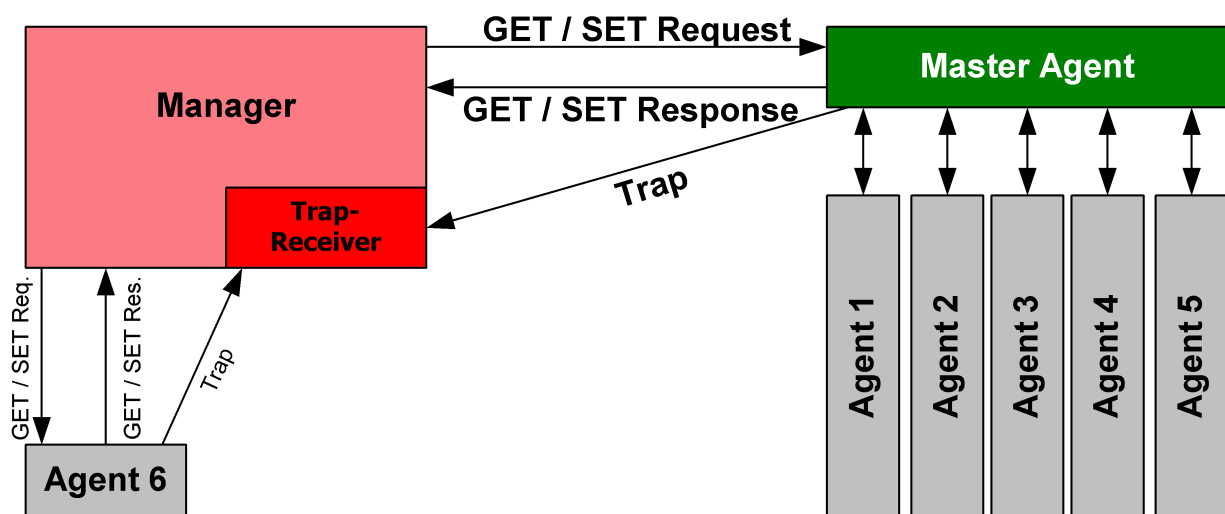 GET / SET Request
Manager
Master Agent
GET / SET Response
Trap
Trap-
Receiver
GET / SET Req.
GET / SET Res.
Trap
Agent 1
Agent 2
Agent 3
Agent 4
Agent 5
Agent 6